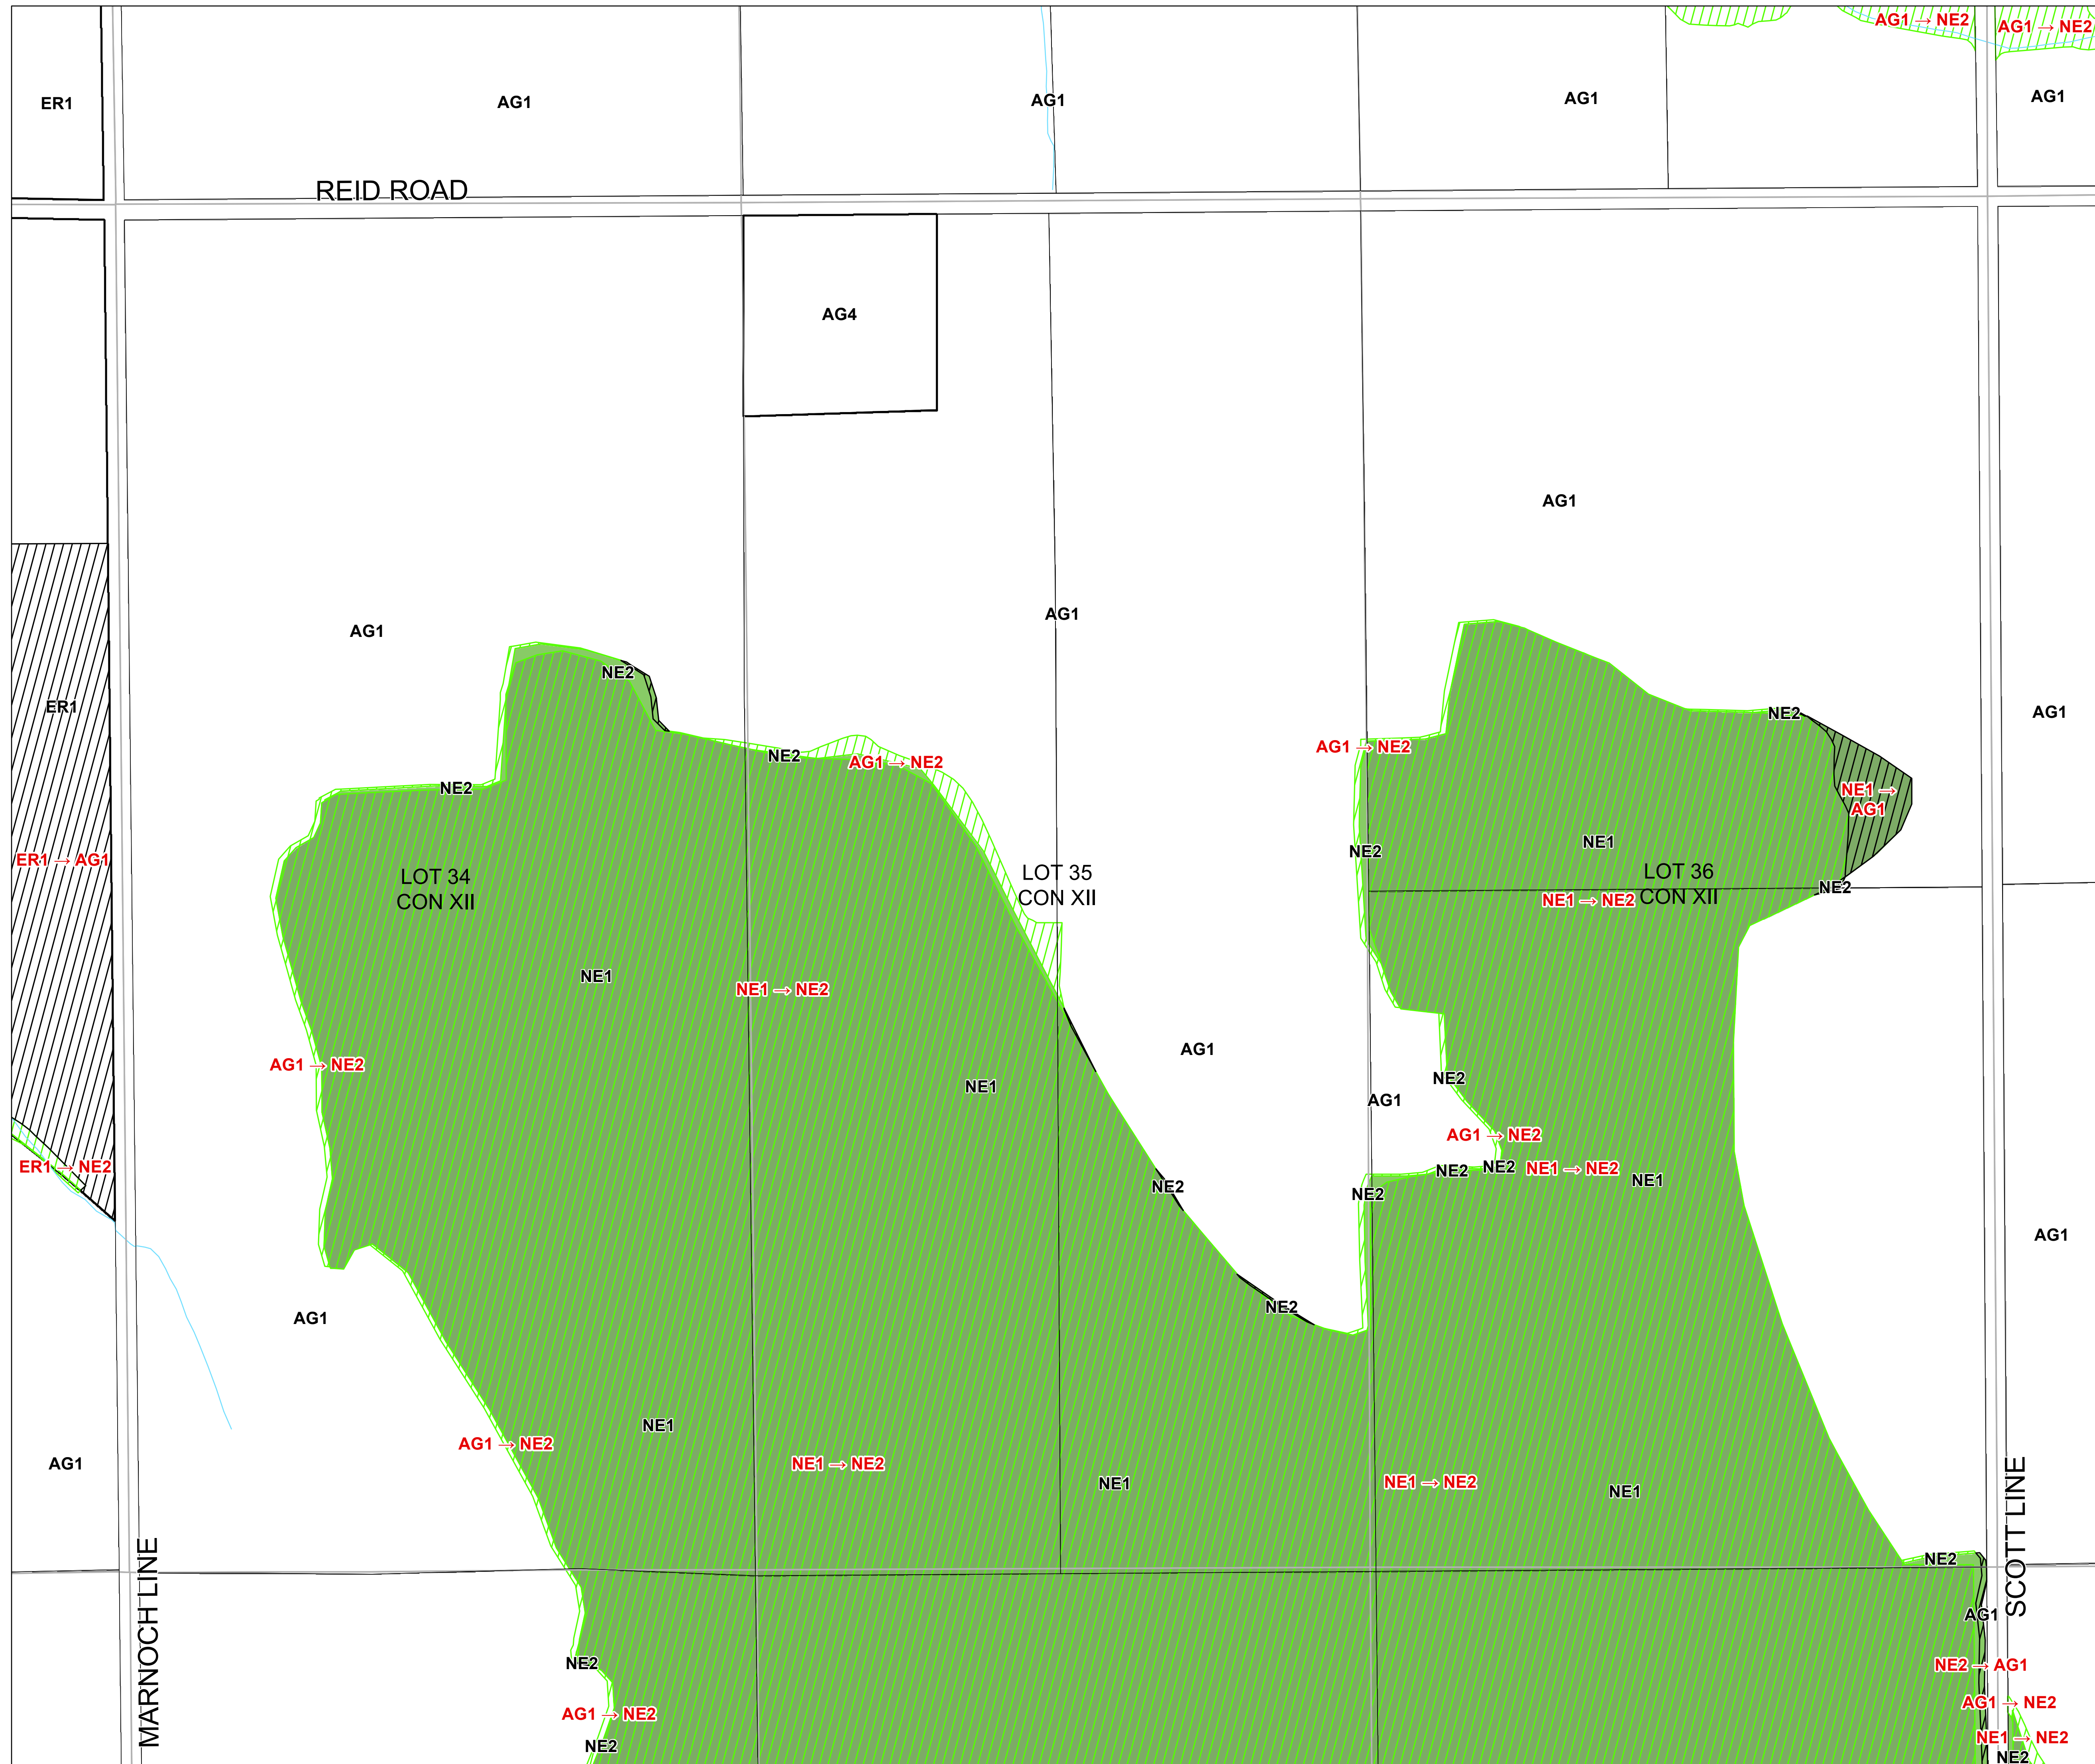 AG1 → NE2
AG1 → NE2
ER1
AG1
AG1
AG1
AG1
REID ROAD
AG4
AG1
AG1
AG1
NE2
ER1
NE2
AG1
AG1 → NE2
NE2
AG1 → NE2
NE2
NE1 →
AG1
NE1
NE2
ER1 → AG1
LOT 34
CON XII
LOT 35
CON XII
LOT 36
CON XII
NE2
NE1 → NE2
NE1
NE1 → NE2
AG1
AG1 → NE2
NE2
NE1
AG1
AG1 → NE2
ER1 → NE2
NE2
NE2
NE1 → NE2
NE1
NE2
NE2
AG1
NE2
AG1
NE1
AG1 → NE2
AG1
NE1 → NE2
NE1
NE1 → NE2
NE1
SCOTT LINE
MARNOCH LINE
NE2
AG1
NE2
NE2 → AG1
AG1 → NE2
AG1 → NE2
NE1 → NE2
NE2
NE2